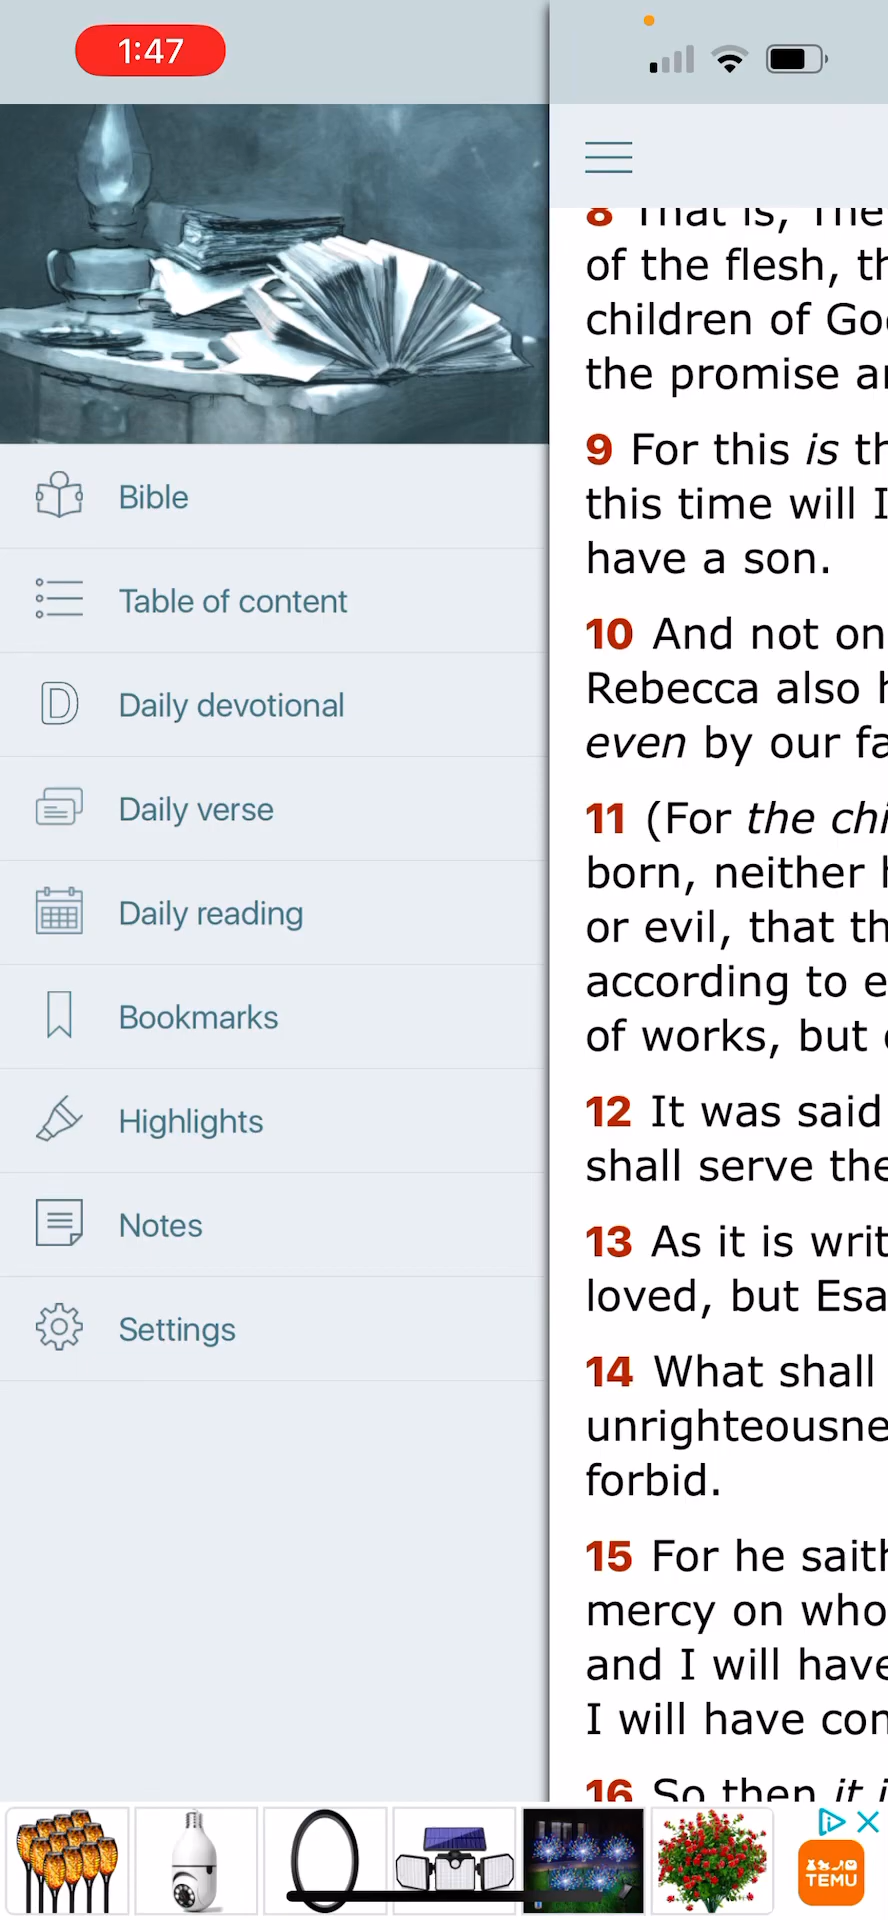 1:47
Bible
Table of content
Daily devotional
Daily verse
Daily reading
Bookmarks
Highlights
Notes
Settings
8 That is, The
of the flesh, th
children of Go
the promise a
9 For this is th
this time will I
have a son.
10 And not on
Rebecca also h
even by our fa
11 (For the chi
born, neither h
or evil, that th
according to e
of works, but
12 It was said
shall serve the
13 As it is writ
loved, but Esa
14 What shall
unrighteousne
forbid.
15 For he saith
mercy on who
and I will have
I will have con
16 So then it i
TEMU